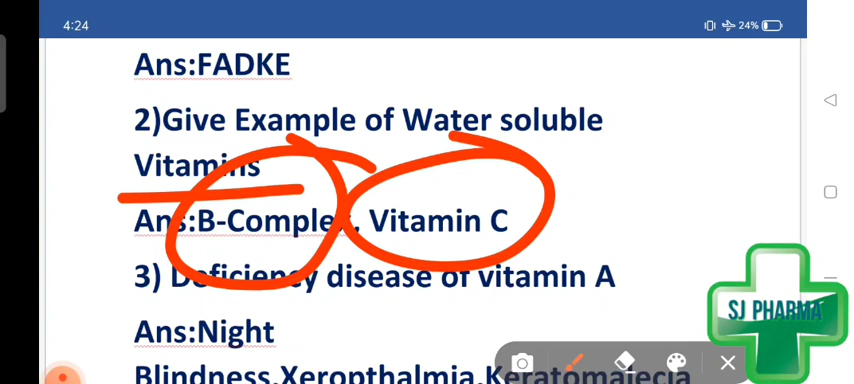 4:24
24%
Ans:FADKE
2)Give Example of Water soluble
Vitamins
Ans:B-Complex, Vitamin C
3) Deficiency disease of vitamin A
Ans:Night
Blindness,Xeropthalmia,Keratomalecia
SJ PHARMA